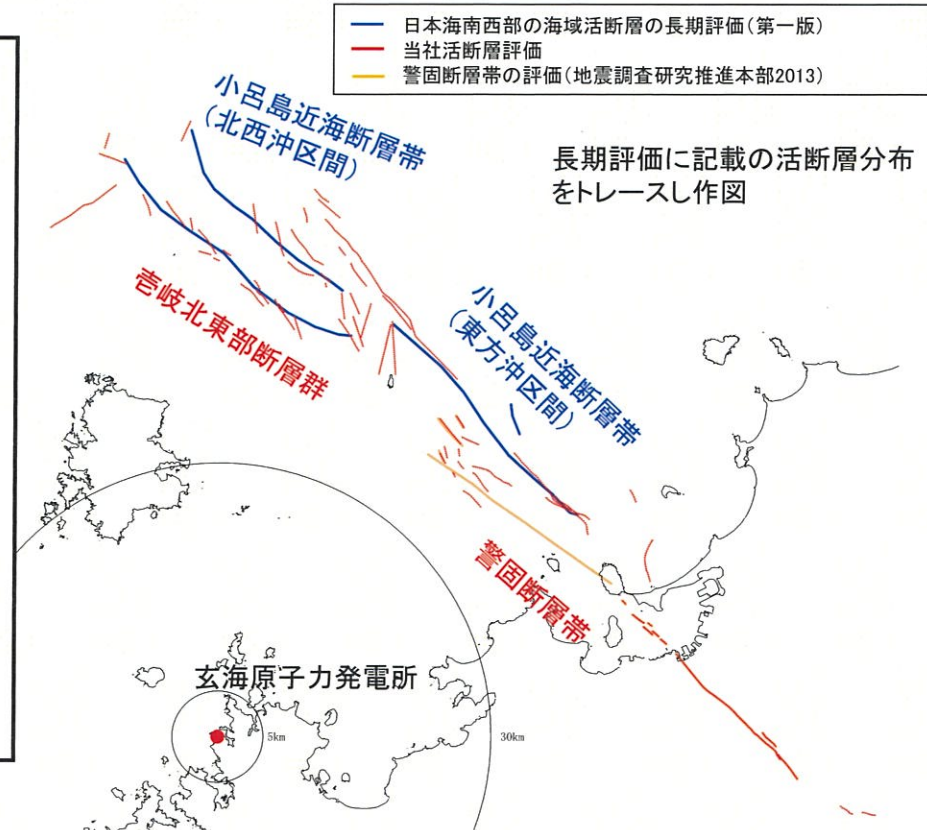 日本海南西部の海域活断層の長期評価(第一版)
当社活断層評価
警固断層帯の評価(地震調査研究推進本部2013)
小呂島近海断層帯
(北西沖区間)
長期評価に記載の活断層分布
をトレースし作図
壱岐北東部断層群
小呂島近海断層帯
(東方沖区間)
警固断層帯
玄海原子力発電所
5km
30km